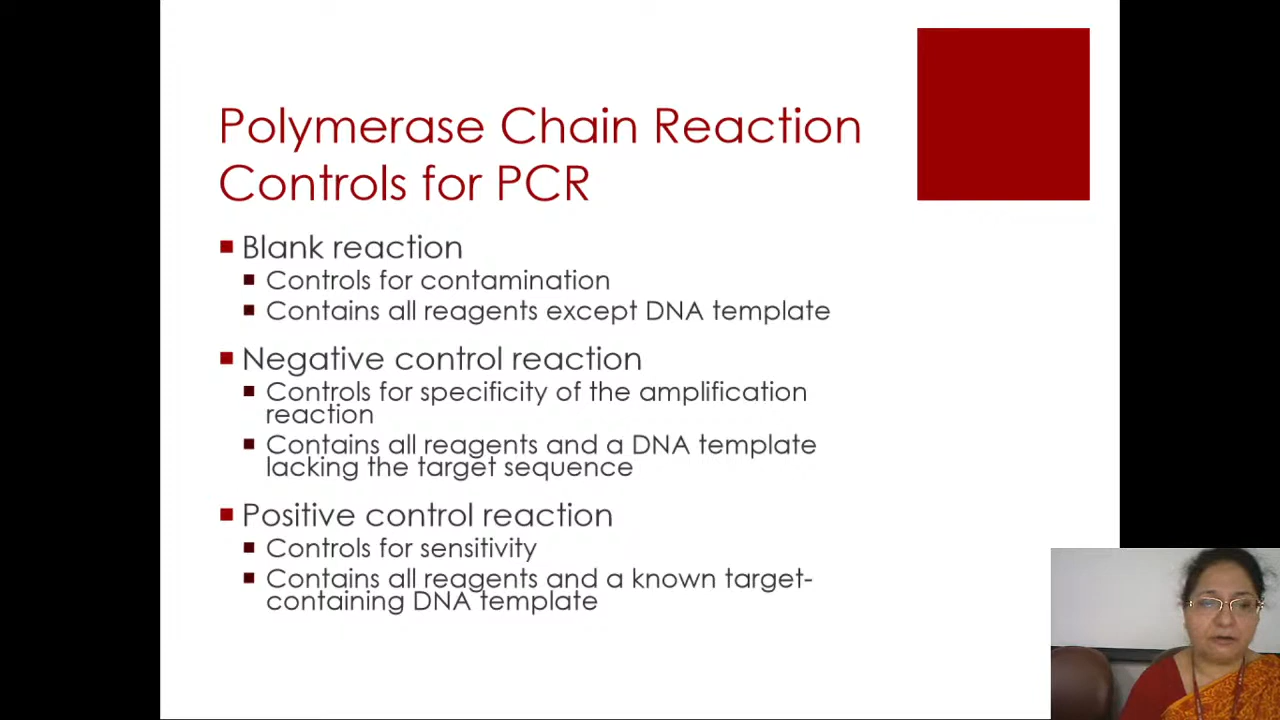 Polymerase Chain Reaction
Controls for PCR
Blank reaction
Controls for contamination
Contains all reagents except DNA template
Negative control reaction
Controls for specificity of the amplification
reaction
Contains all reagents and a DNA template
lacking the target sequence
Positive control reaction
Controls for sensitivity
Contains all reagents and a known target-
containing DNA template